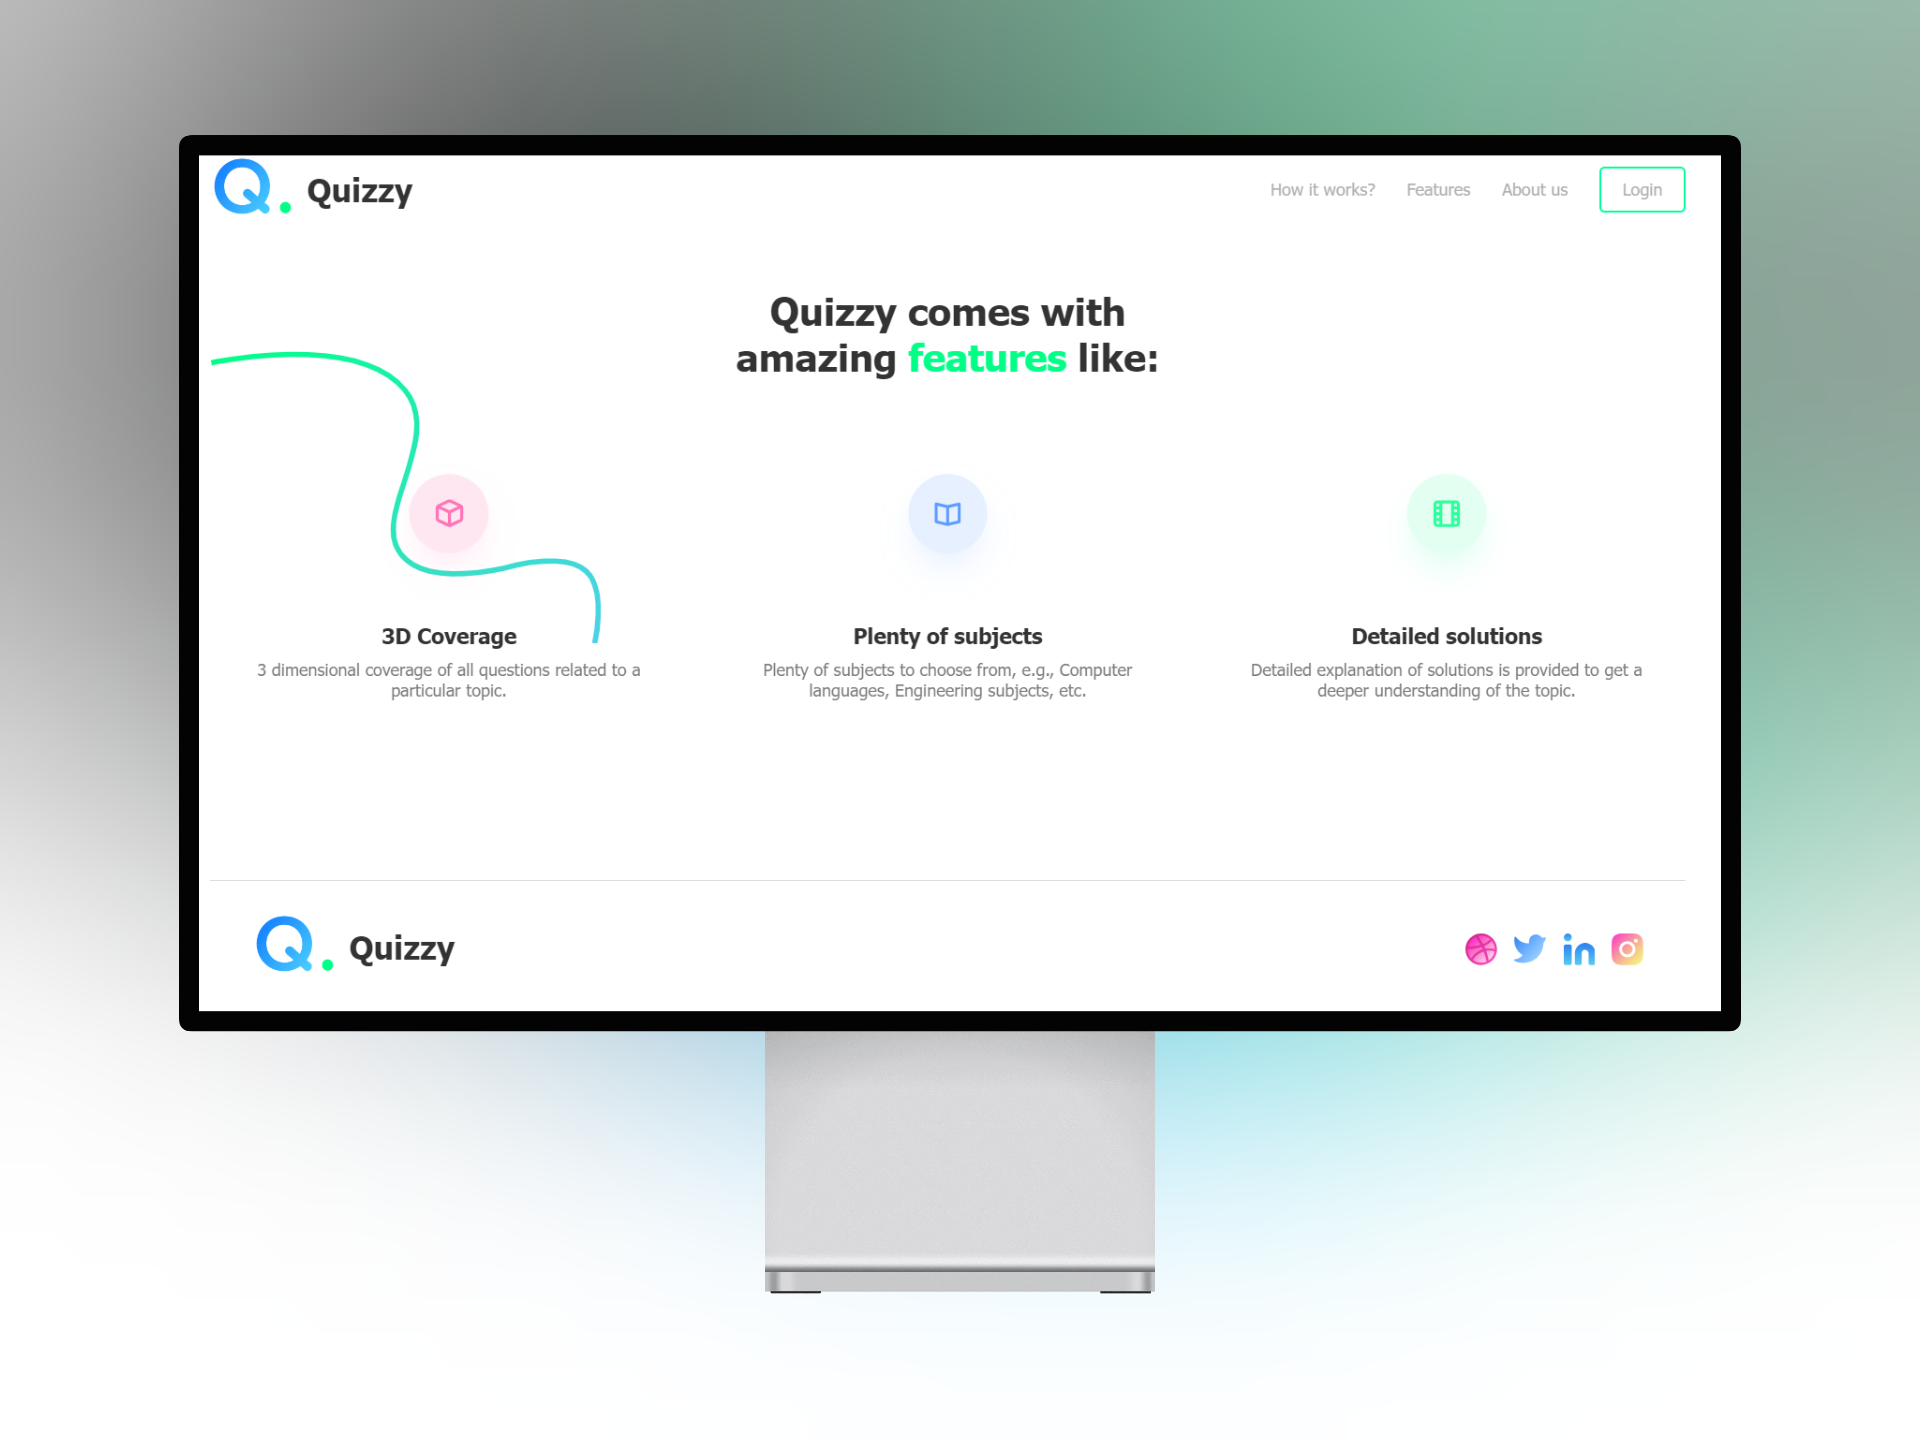 Q. Quizzy
How it works? Features About us Login
Quizzy comes with
amazing features like:
3D Coverage
3 dimensional coverage of all questions related to a
particular topic.
Plenty of subjects
Plenty of subjects to choose from, e.g., Computer
languages, Engineering subjects, etc.
Detailed solutions
Detailed explanation of solutions is provided to get a
deeper understanding of the topic.
Q. Quizzy
in